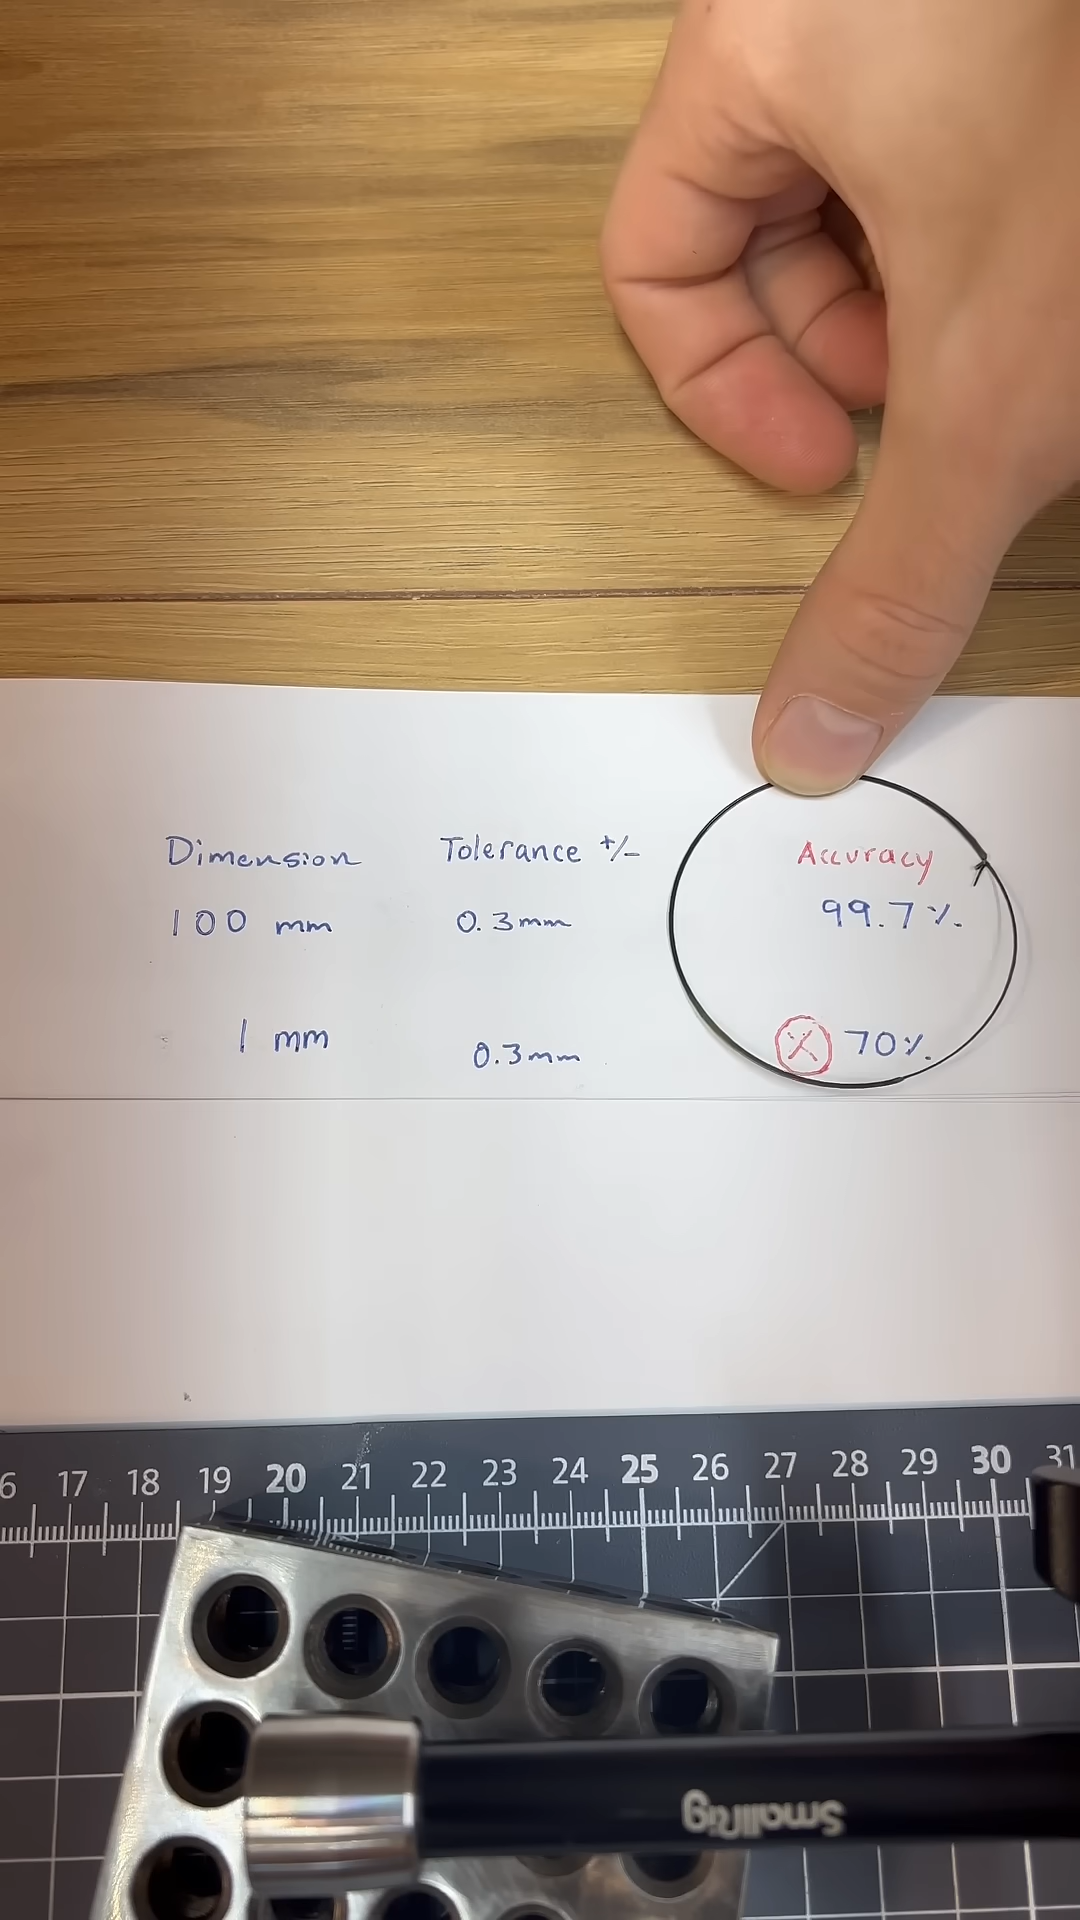 Dimension Tolerance +/- Accuracy
100 mm 0.3mm 99.7%
1 mm 0.3mm X 70%
6 17 18 19 20 21 22 23 24 25 26 27 28 29 30 31
SmallRig